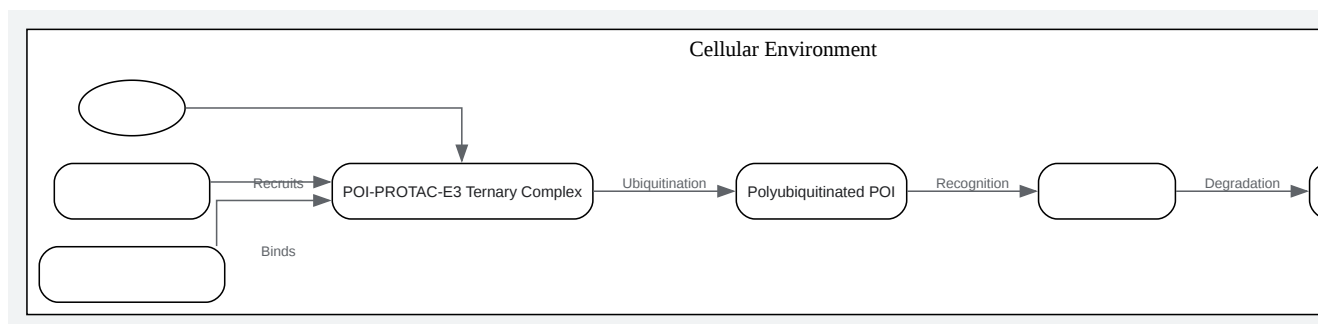 Cellular Environment
Recruits
POI-PROTAC-E3 Ternary Complex
Ubiquitination
Polyubiquitinated POI
Recognition
Degradation
Binds